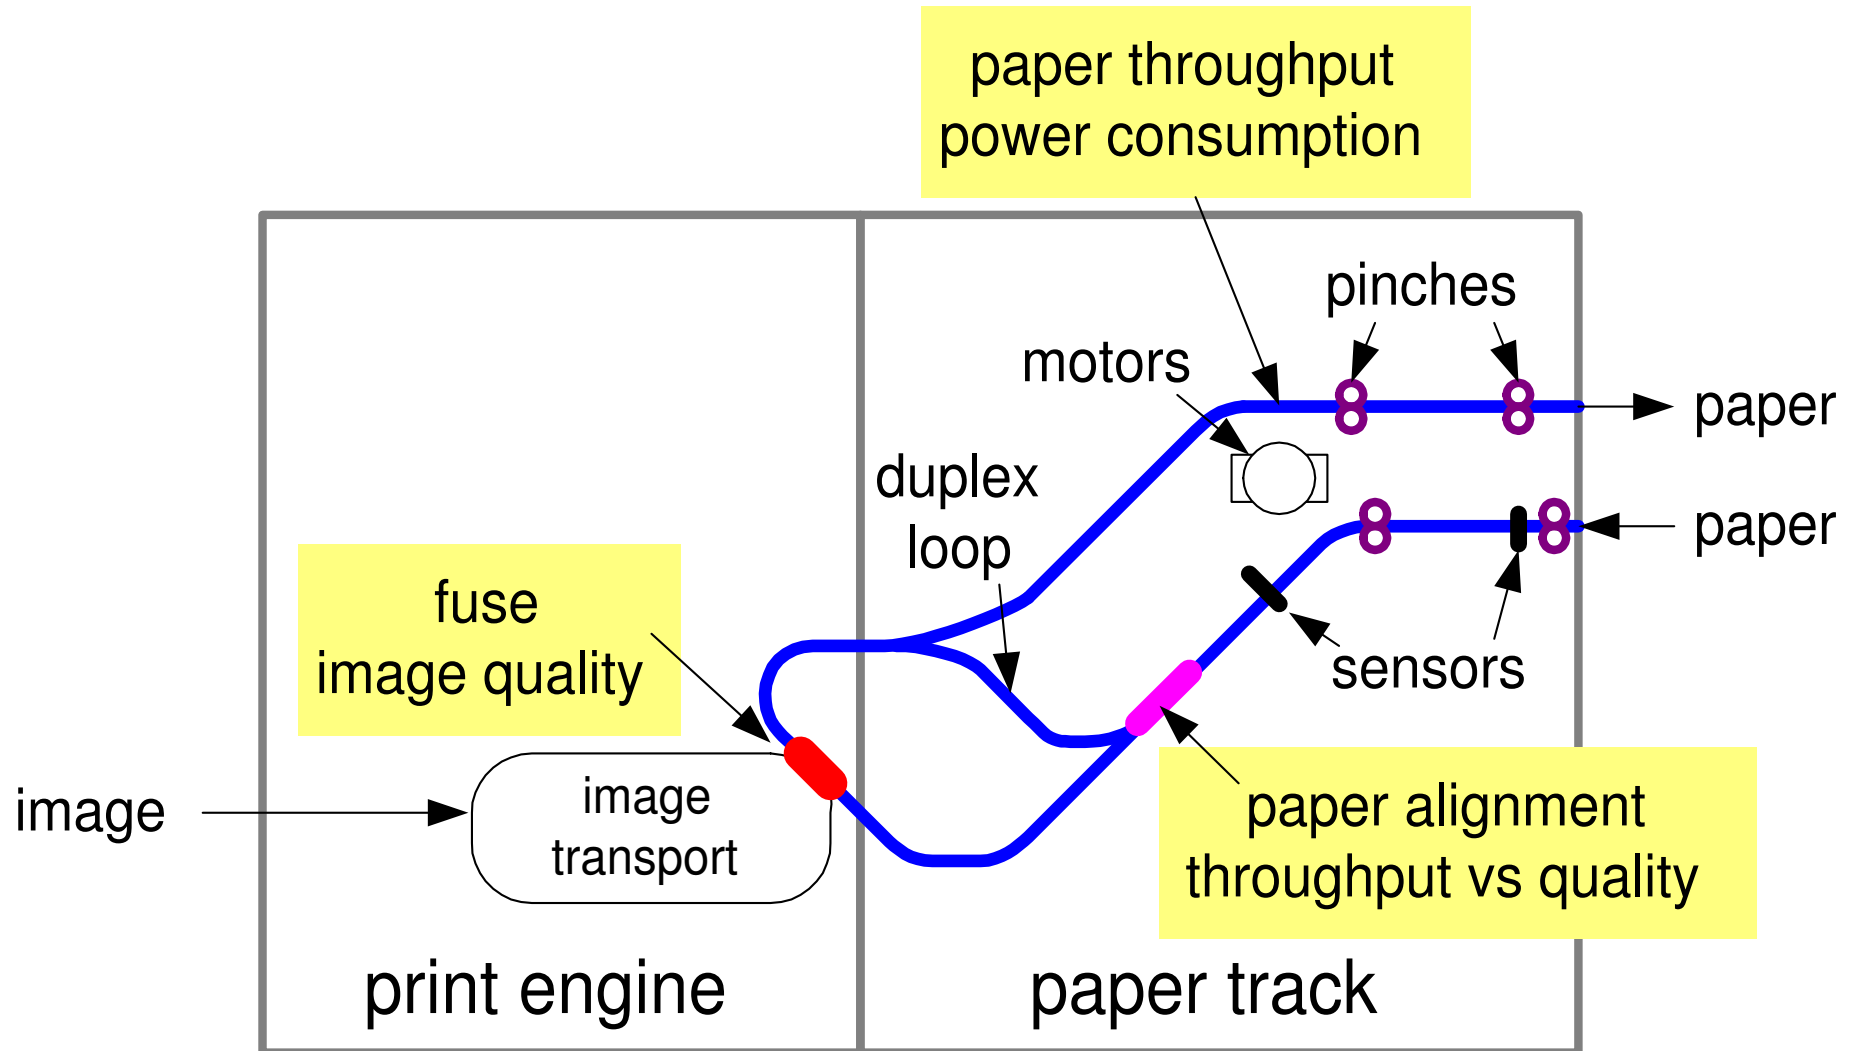 paper throughput
power consumption
pinches
motors
paper
duplex
loop
paper
fuse
image quality
sensors
image
image
transport
paper alignment
throughput vs quality
print engine
paper track